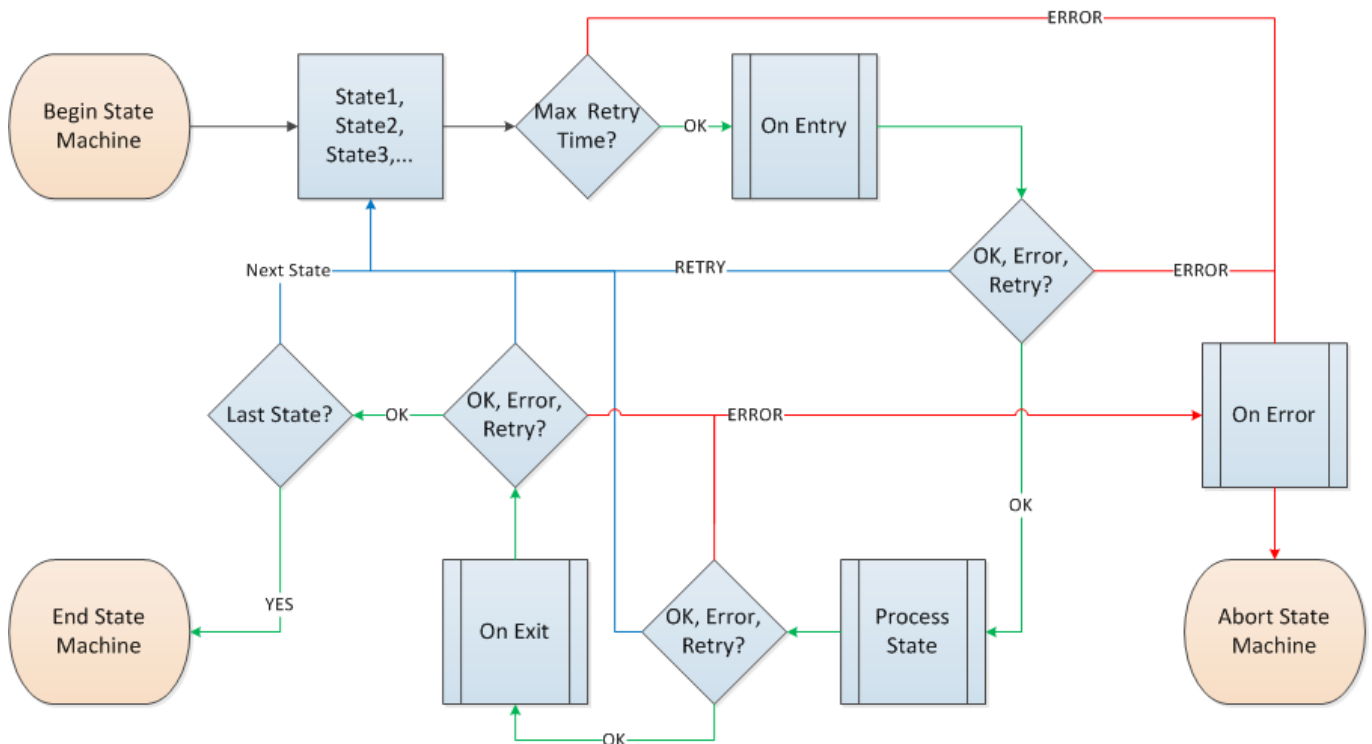 ERROR
Begin State
Machine
State1,
State2,
State3,...
Max Retry
Time?
OK
On Entry
Next State
RETRY
OK, Error,
Retry?
ERROR
Last State?
OK
OK, Error,
Retry?
ERROR
On Error
OK
End State
Machine
YES
On Exit
OK, Error,
Retry?
Process
State
Abort State
Machine
OK